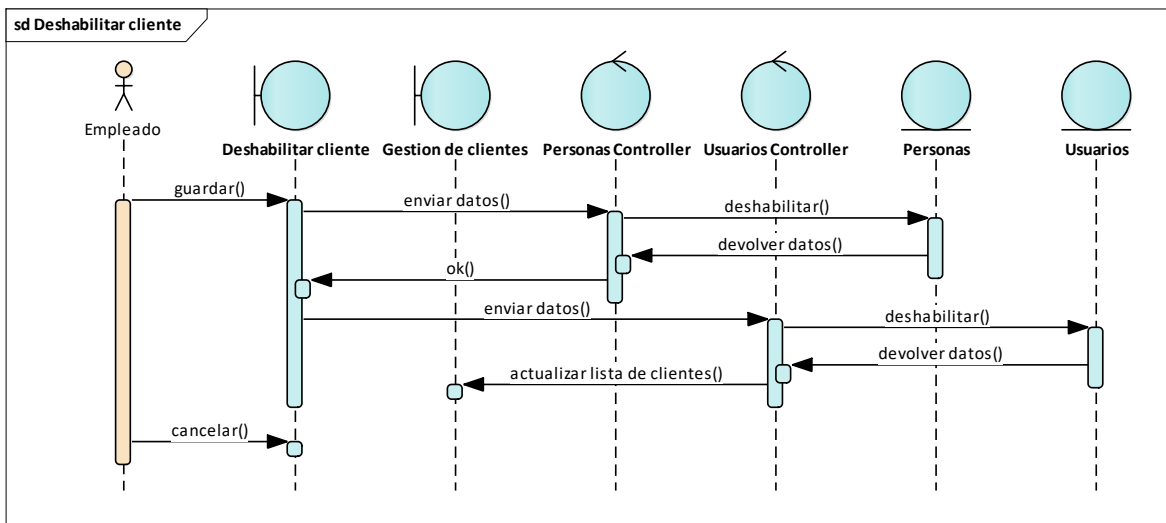 sd Deshabilitar cliente
Empleado
Deshabilitar cliente
Gestion de clientes
Personas Controller
Usuarios Controller
Personas
Usuarios
guardar()
enviar datos()
deshabilitar()
devolver datos()
ok()
enviar datos()
deshabilitar()
devolver datos()
actualizar lista de clientes()
cancelar()